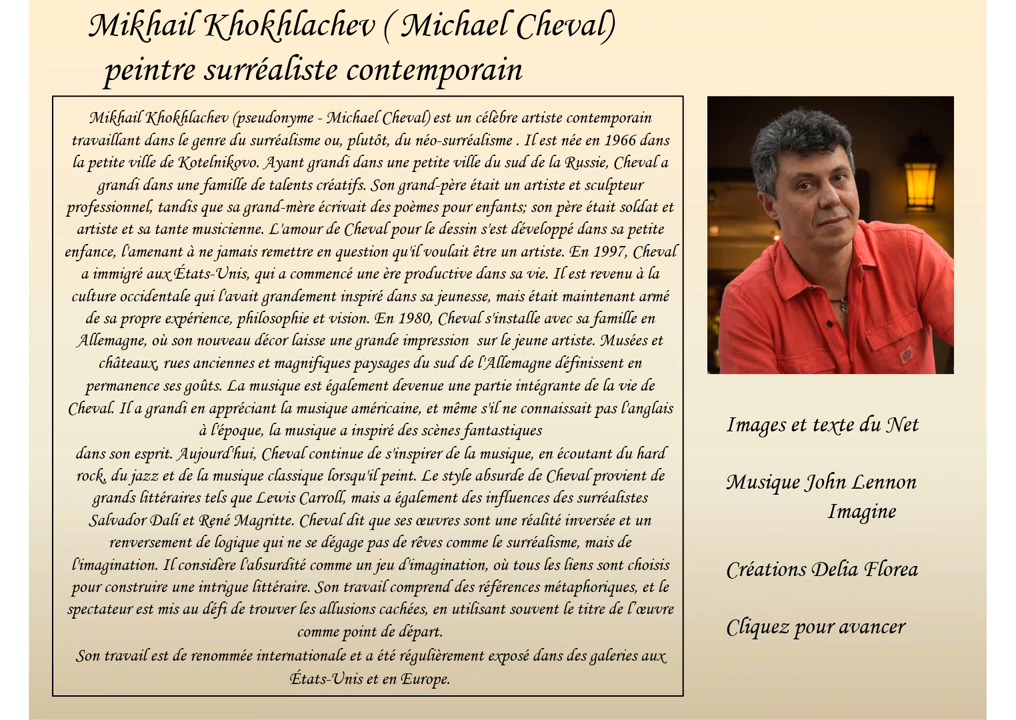 Mikhail Khokhlachev ( Michael Cheval)
peintre surréaliste contemporain
Mikhail Khokhlachev (pseudonyme - Michael Cheval) est un célèbre artiste contemporain
travaillant dans le genre du surréalisme ou, plutôt, du néo-surréalisme . Il est née en 1966 dans
la petite ville de Kotelnikovo. Ayant grandi dans une petite ville du sud de la Russie, Cheval a
grandi dans une famille de talents créatifs. Son grand-père était un artiste et sculpteur
professionnel, tandis que sa grand-mère écrivait des poèmes pour enfants; son père était soldat et
artiste et sa tante musicienne. L'amour de Cheval pour le dessin s'est développé dans sa petite
enfance, l'amenant à ne jamais remettre en question qu'il voulait être un artiste. En 1997, Cheval
a immigré aux États-Unis, qui a commencé une ère productive dans sa vie. Il est revenu à la
culture occidentale qui l'avait grandement inspiré dans sa jeunesse, mais était maintenant armé
de sa propre expérience, philosophie et vision. En 1980, Cheval s'installe avec sa famille en
Allemagne, où son nouveau décor laisse une grande impression sur le jeune artiste. Musées et
châteaux, rues anciennes et magnifiques paysages du sud de l'Allemagne définissent en
permanence ses goûts. La musique est également devenue une partie intégrante de la vie de
Cheval. Il a grandi en appréciant la musique américaine, et même s'il ne connaissait pas l'anglais
à l'époque, la musique a inspiré des scènes fantastiques
dans son esprit. Aujourd'hui, Cheval continue de s'inspirer de la musique, en écoutant du hard
rock, du jazz et de la musique classique lorsqu'il peint. Le style absurde de Cheval provient de
grands littéraires tels que Lewis Carroll, mais a également des influences des surréalistes
Salvador Dalí et René Magritte. Cheval dit que ses œuvres sont une réalité inversée et un
renversement de logique qui ne se dégage pas de rêves comme le surréalisme, mais de
l'imagination. Il considère l'absurdité comme un jeu d'imagination, où tous les liens sont choisis
pour construire une intrigue littéraire. Son travail comprend des références métaphoriques, et le
spectateur est mis au défi de trouver les allusions cachées, en utilisant souvent le titre de l'œuvre
comme point de départ.
Son travail est de renommée internationale et a été régulièrement exposé dans des galeries aux
États-Unis et en Europe.
Images et texte du Net
Musique John Lennon
Imagine
Créations Delia Florea
Cliquez pour avancer